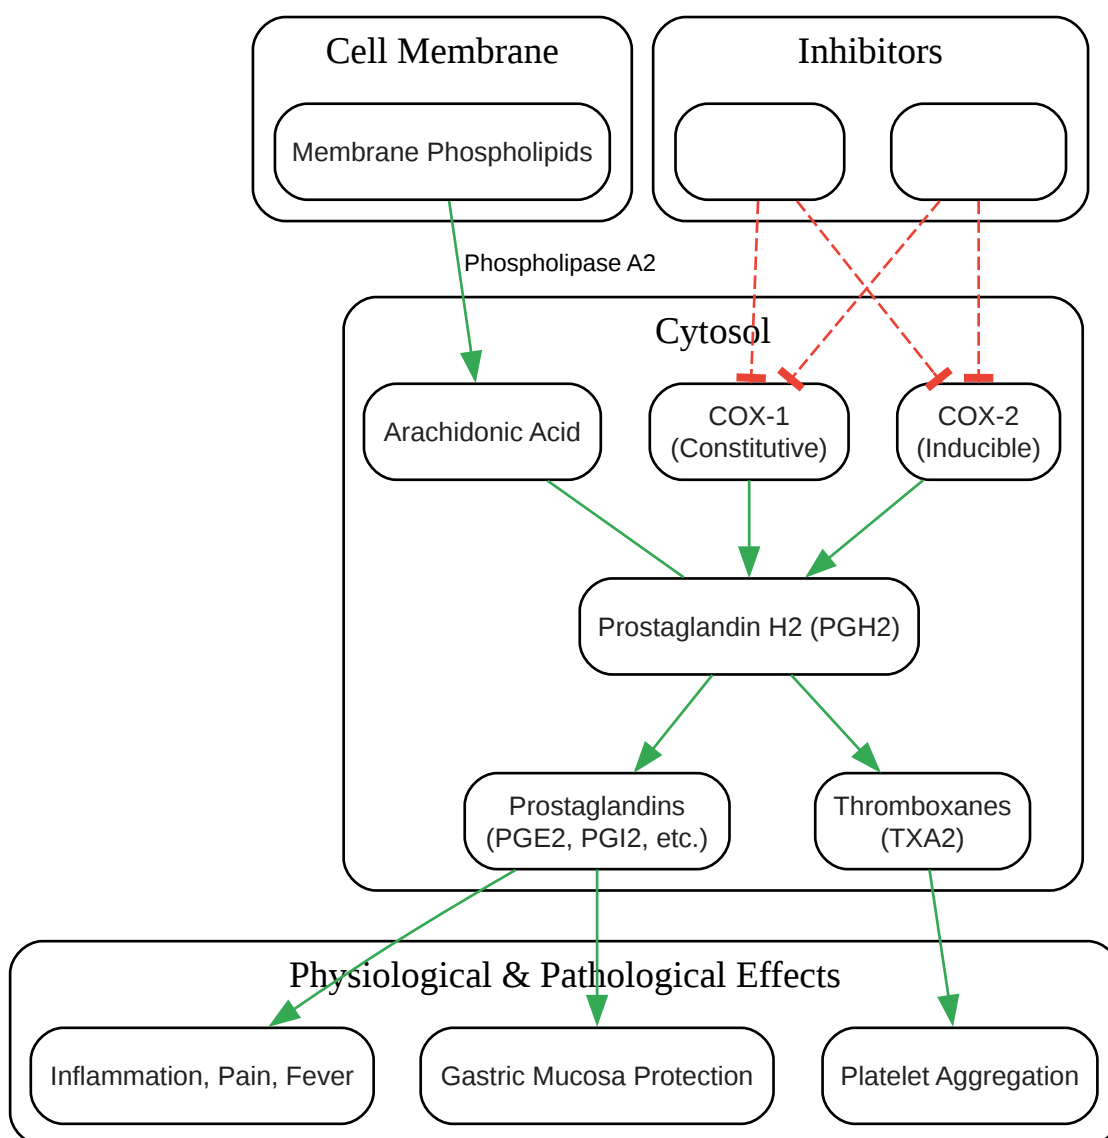 Cell Membrane
Inhibitors
Membrane Phospholipids
Phospholipase A2
Cytosol
Arachidonic Acid
COX-1
(Constitutive)
COX-2
(Inducible)
Prostaglandin H2 (PGH2)
Prostaglandins
(PGE2, PGI2, etc.)
Thromboxanes
(TXA2)
Physiological & Pathological Effects
Inflammation, Pain, Fever
Gastric Mucosa Protection
Platelet Aggregation